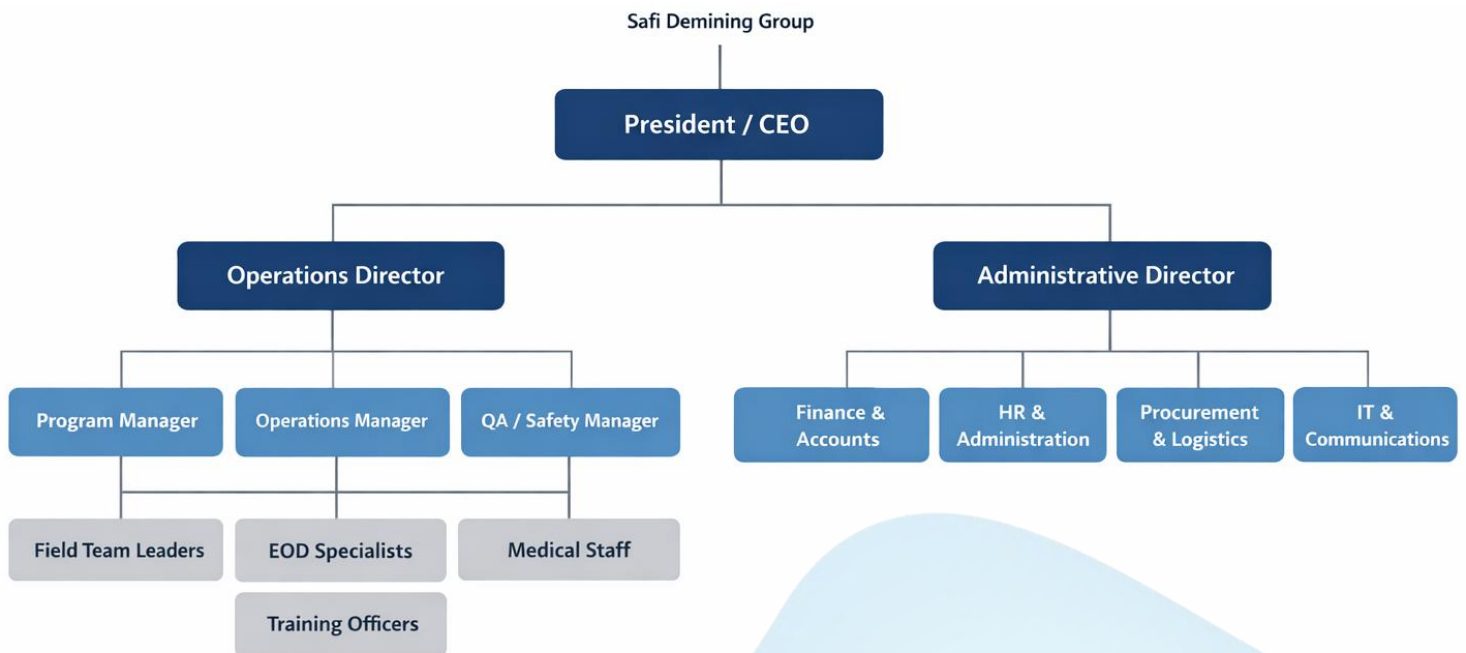 Safi Demining Group
President / CEO
Operations Director
Administrative Director
Program Manager
Operations Manager
QA / Safety Manager
Finance &
Accounts
HR &
Administration
Procurement
& Logistics
IT &
Communications
Field Team Leaders
EOD Specialists
Medical Staff
Training Officers